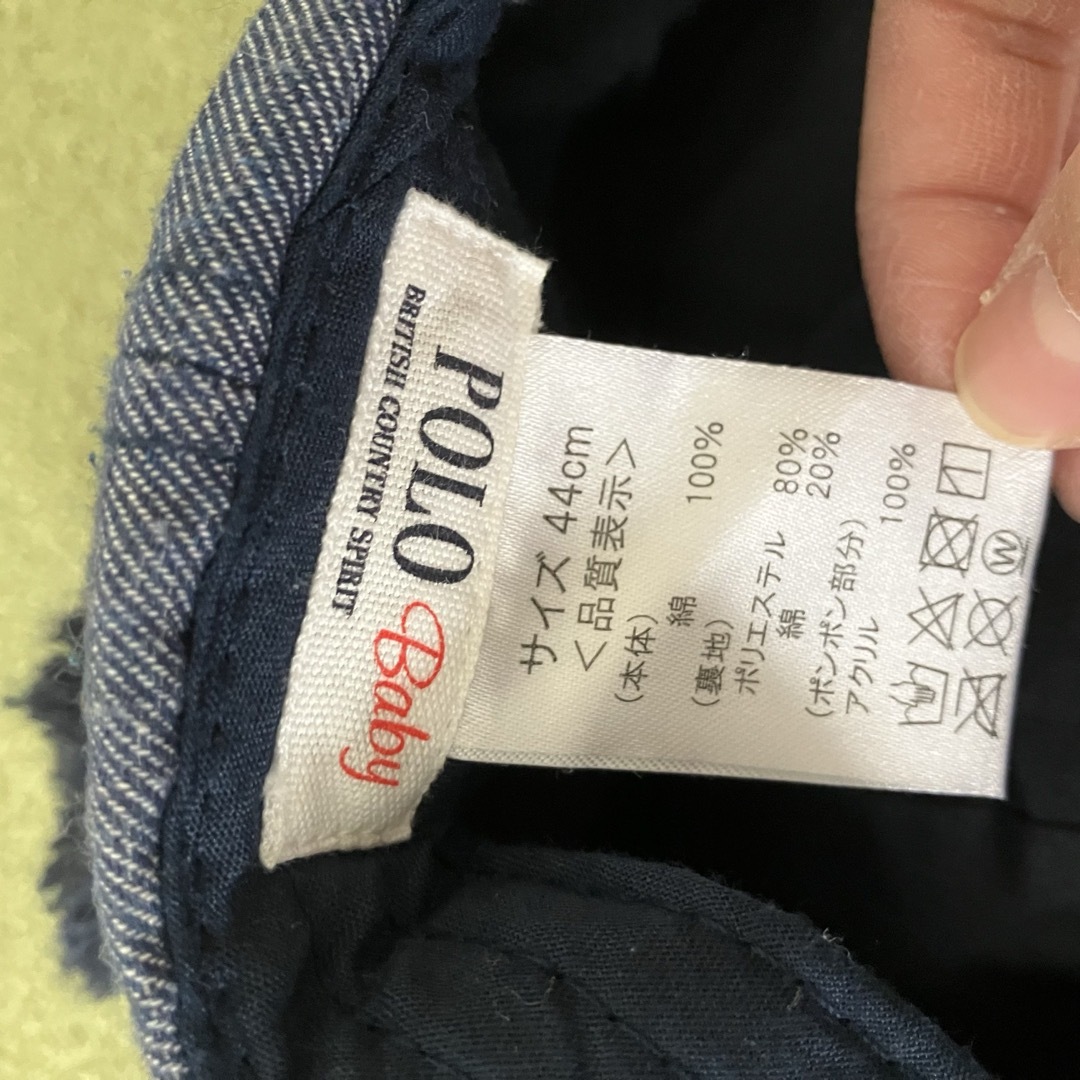 POLO
Baby
BRITISH COUNTRY SPIRIT
サイズ 44cm
<品質表示>
(本体)
綿 100%
(裏地)
ポリエステル 80%
綿 20%
(ポンポン部分)
アクリル 100%
W